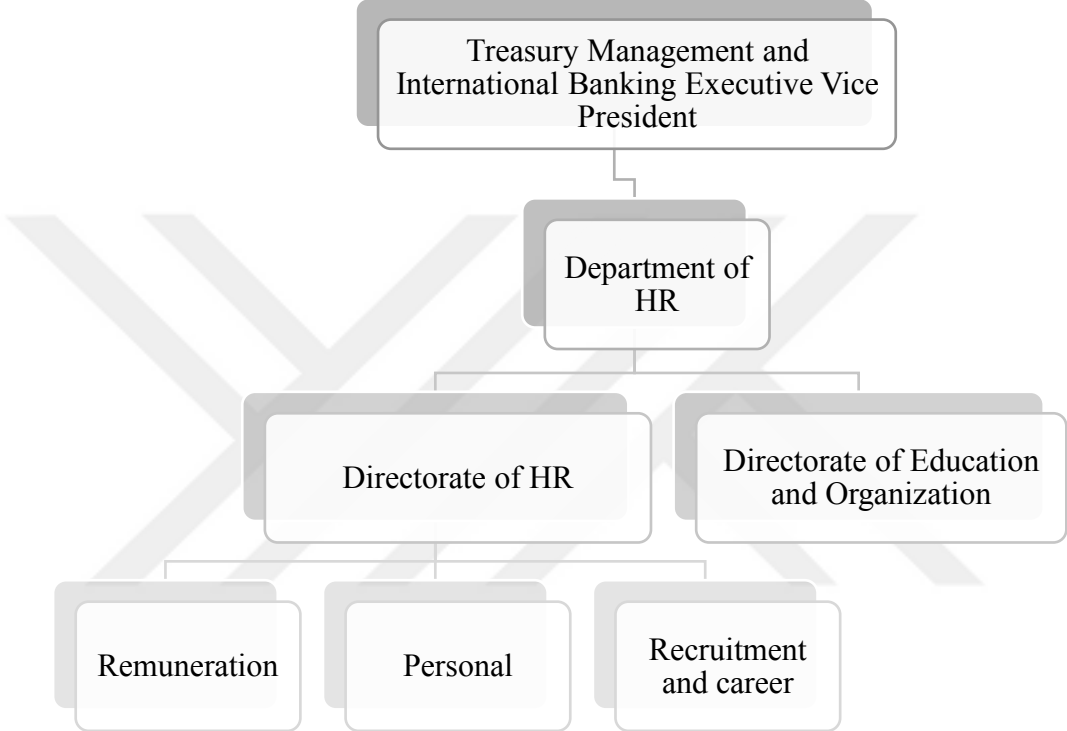 Treasury Management and
International Banking Executive Vice
President
Department of
HR
Directorate of HR
Directorate of Education
and Organization
Remuneration
Personal
Recruitment
and career